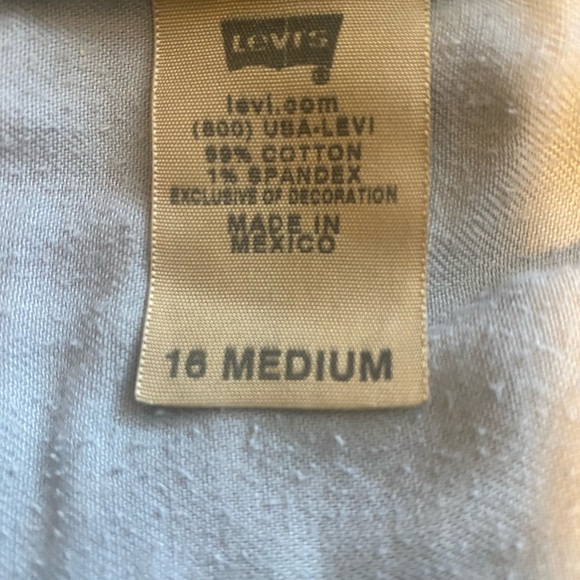 Levi's
levi.com
(800) USA-LEVI
99% COTTON
1% SPANDEX
EXCLUSIVE OF DECORATION
MADE IN
MEXICO
16 MEDIUM